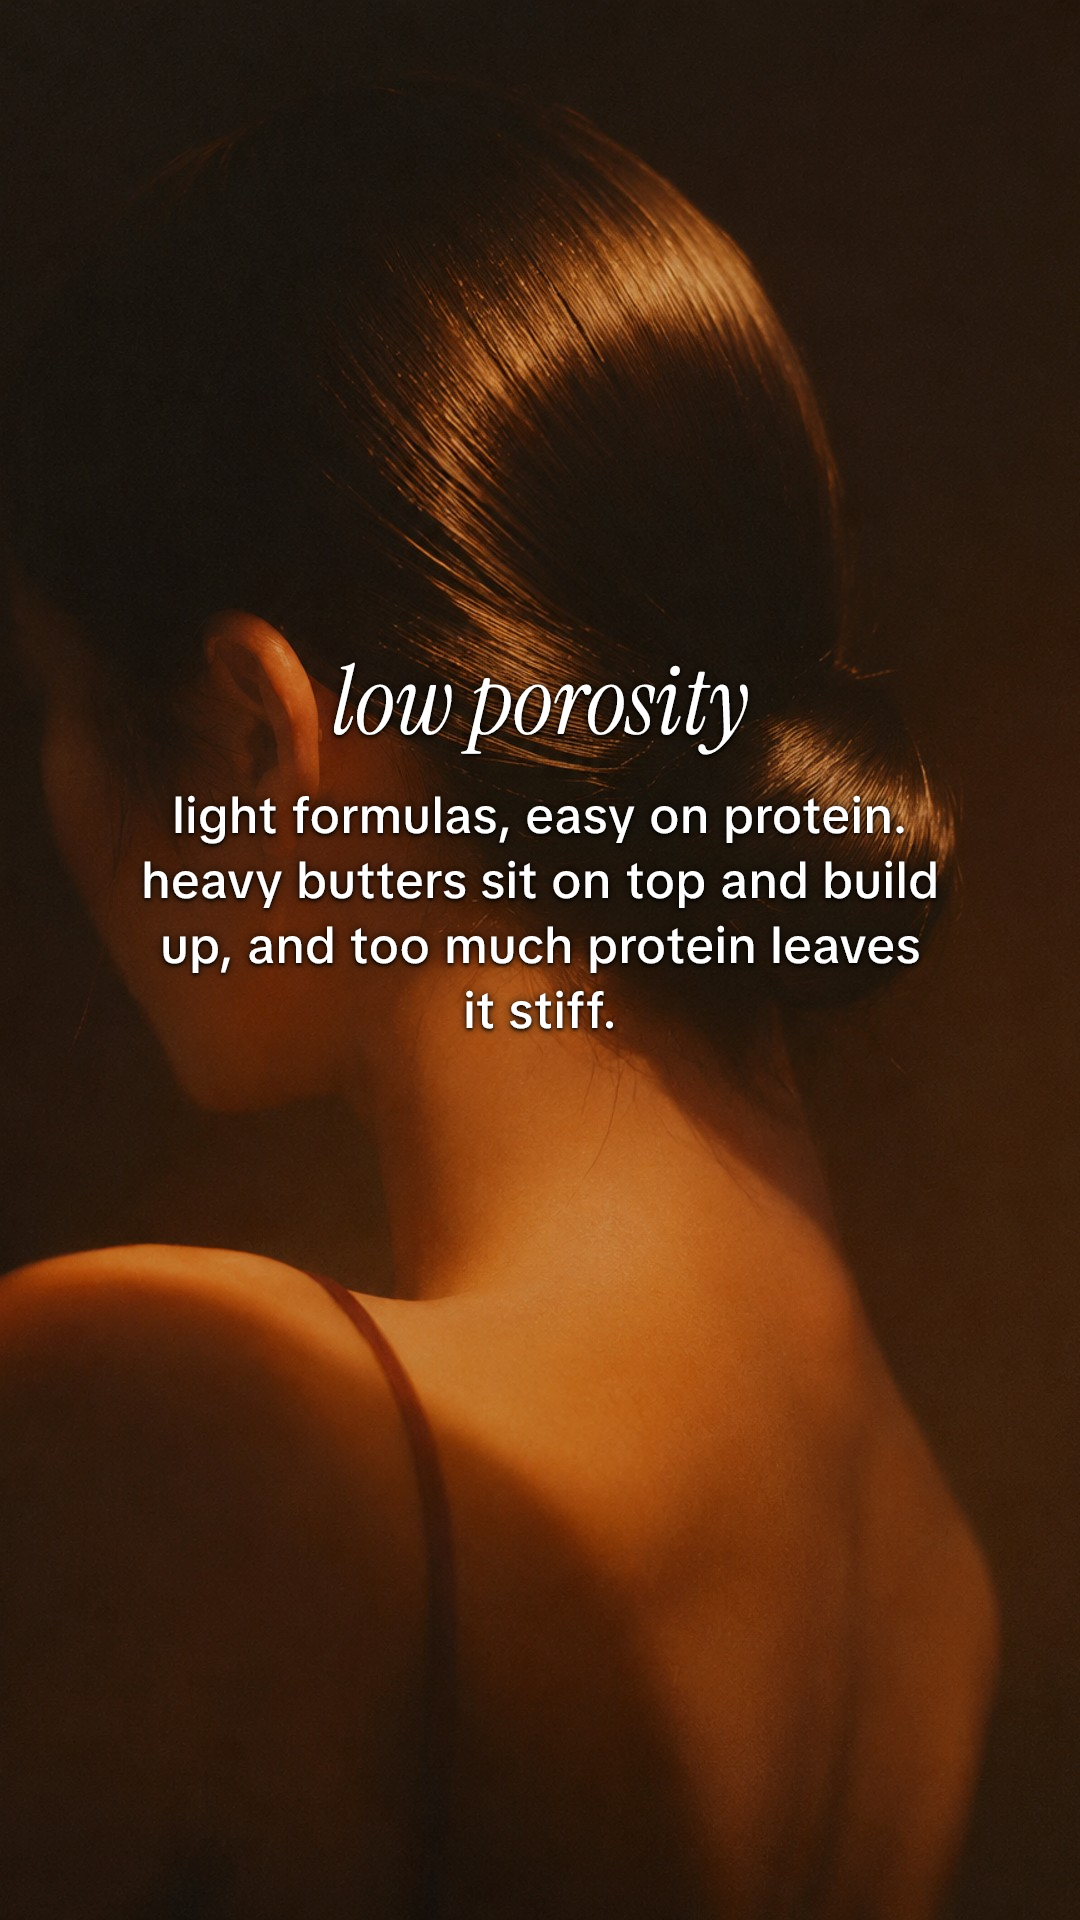 low porosity
light formulas, easy on protein.
heavy butters sit on top and build
up, and too much protein leaves
it stiff.